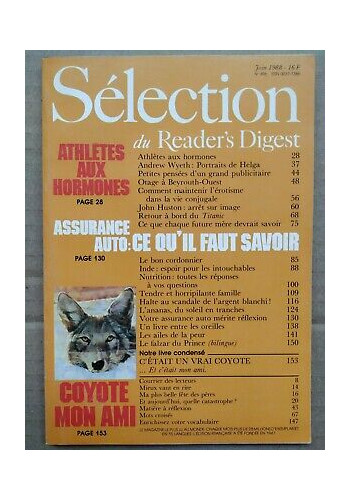 Juin 1988 - 18 F
Sélection
du Reader's Digest
ATHLÈTES
AUX
HORMONES
PAGE 28
Athlètes aux hormones 28
Andrew Wyeth: Portraits de Helga 37
Petites pensées d'un grand publicitaire 44
Otage à Beyrouth-Ouest 48
Comment maintenir l'érotisme
dans la vie conjugale 56
John Huston: arrêt sur image 60
Retour à bord du Titanic 68
Ce que chaque future mère devrait savoir 75
ASSURANCE
AUTO: CE QU'IL FAUT SAVOIR
PAGE 130
Le bon cordonnier 85
Inde: espoir pour les intouchables 88
Nutrition: toutes les réponses
à vos questions 100
Tendre et horripilante famille 109
Halte au scandale de l'argent blanchi! 116
L'ananas, du soleil en tranches 124
Votre assurance auto mérite réflexion 130
Un livre entre les oreilles 138
Les ailes de la peur 141
Le falzar du Prince (bilingue) 150
Notre livre condensé
C'ÉTAIT UN VRAI COYOTE 153
... Et c'était mon ami.
COYOTE
MON AMI
PAGE 153
Courrier des lecteurs 8
Mieux vaut en rire 14
Ma plus belle fête des pères 16
Et aujourd'hui, quelle catastrophe? 20
Matière à réflexion 43
Mots croisés 67
Enrichissez votre vocabulaire 147